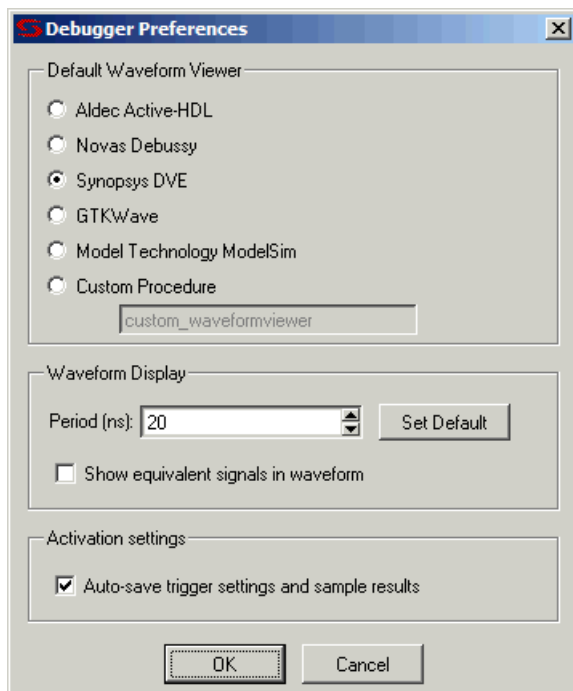 Debugger Preferences
Default Waveform Viewer
Aldec Active-HDL
Novas Debussy
Synopsys DVE
GTKWave
Model Technology ModelSim
Custom Procedure
custom_waveformviewer
Waveform Display
Period (ns): 20 Set Default
Show equivalent signals in waveform
Activation settings
Auto-save trigger settings and sample results
OK Cancel